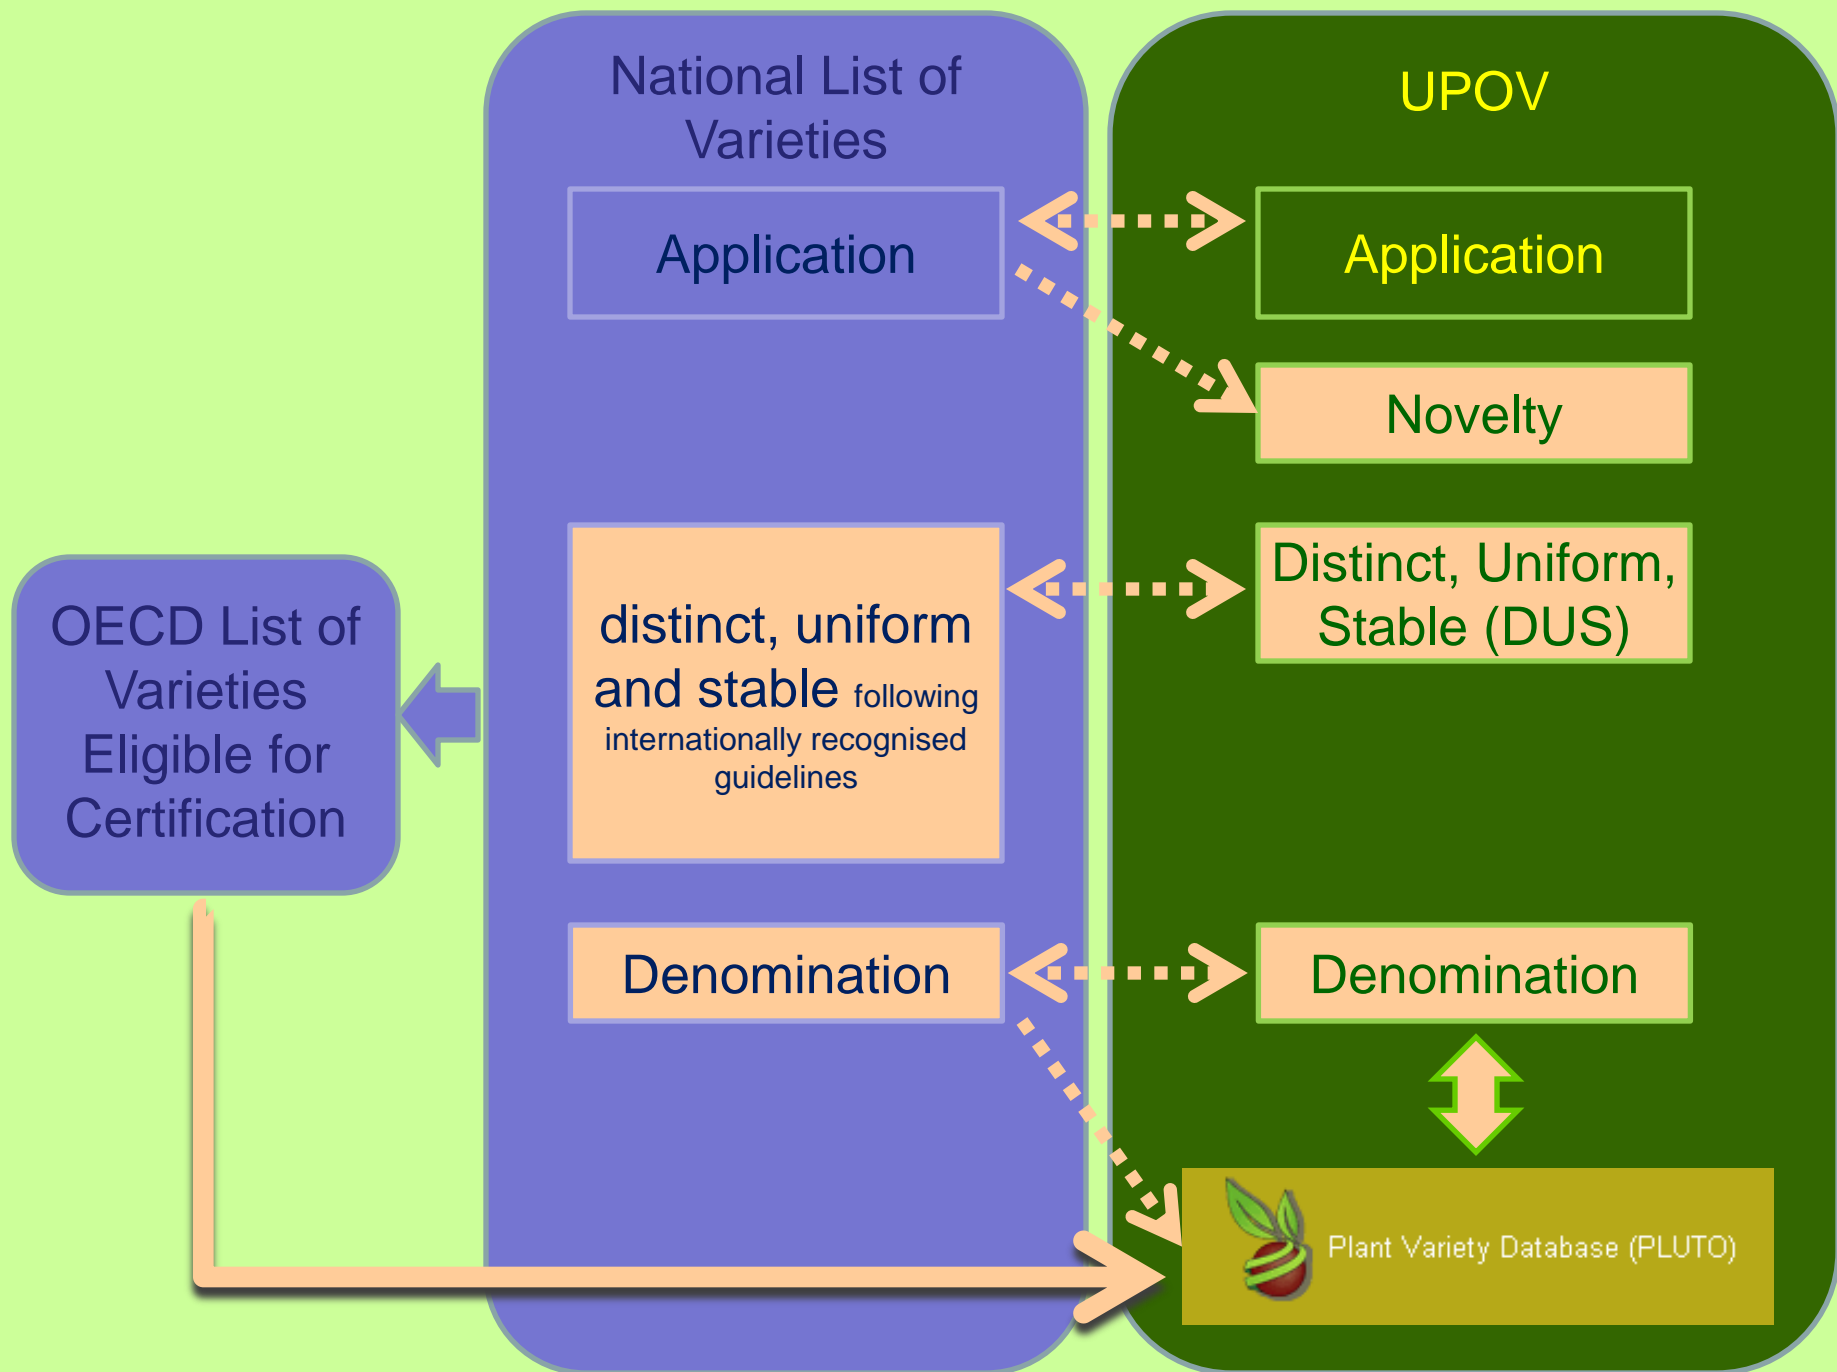 National List of
Varieties
Application
distinct, uniform
and stable following
internationally recognised
guidelines
Denomination
UPOV
Application
Novelty
Distinct, Uniform,
Stable (DUS)
Denomination
Plant Variety Database (PLUTO)
OECD List of
Varieties
Eligible for
Certification